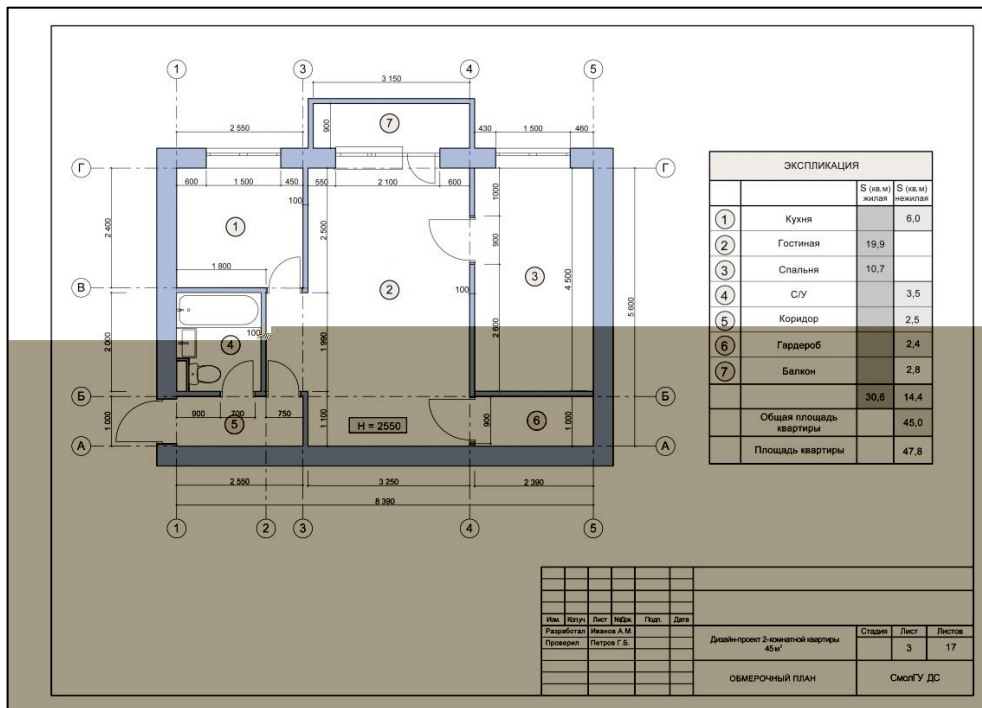 1 3 4 5
3 150
7
900
2 550
430 1 500 460
Г Г
600 1 500 450 550 2 100 600
100
1000
1
2 400
2 500
900
3
1 800
В
2
4 500
100
5 600
2 600
100
4
2 000
1 990
Б Б
900 700 750
5
1 000
1 100
H = 2550
900
6
1 000
А А
2 550 3 250 2 390
8 390
1 2 3 4 5
ЭКСПЛИКАЦИЯ
S (кв.м) жилая S (кв.м) нежилая
1 Кухня 6,0
2 Гостиная 19,9
3 Спальня 10,7
4 С/У 3,5
5 Коридор 2,5
6 Гардероб 2,4
7 Балкон 2,8
30,6 14,4
Общая площадь квартиры 45,0
Площадь квартиры 47,8
Изм. Кол.уч. Лист №Док. Подп. Дата
Разработал Иванов А.М.
Проверил Петров Г.Б.
Дизайн-проект 2-комнатной квартиры
45 м²
Стадия Лист Листов
3 17
ОБМЕРОЧНЫЙ ПЛАН
СмолГУ ДС